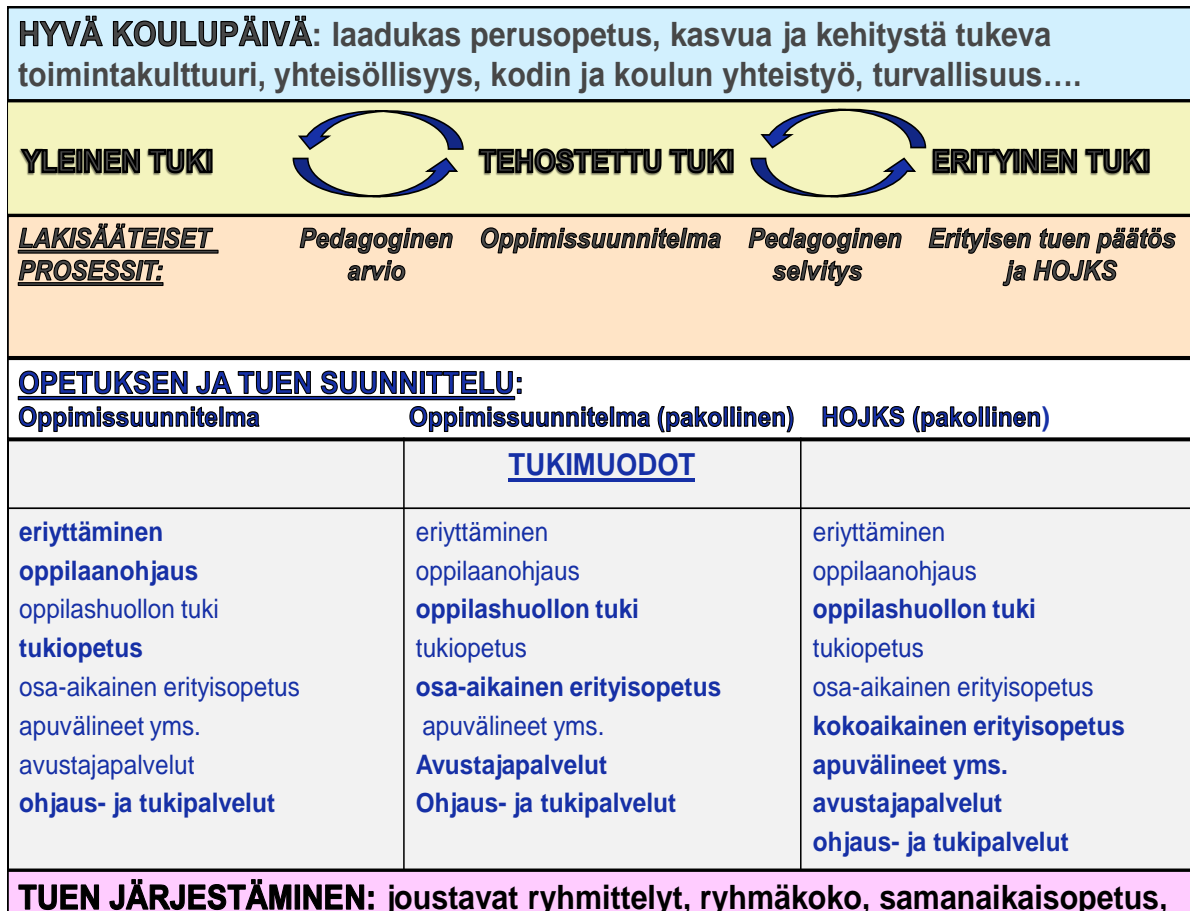 HYVÄ KOULUPÄIVÄ: laadukas perusopetus, kasvua ja kehitystä tukeva
toimintakulttuuri, yhteisöllisyys, kodin ja koulun yhteistyö, turvallisuus….
YLEINEN TUKI TEHOSTETTU TUKI ERITYINEN TUKI
LAKISÄÄTEISET Pedagoginen Oppimissuunnitelma Pedagoginen Erityisen tuen päätös
PROSESSIT: arvio selvitys ja HOJKS
OPETUKSEN JA TUEN SUUNNITTELU:
Oppimissuunnitelma Oppimissuunnitelma (pakollinen) HOJKS (pakollinen)
TUKIMUODOT
eriyttäminen
oppilaanohjaus
oppilashuollon tuki
tukiopetus
osa-aikainen erityisopetus
apuvälineet yms.
avustajapalvelut
ohjaus- ja tukipalvelut
eriyttäminen
oppilaanohjaus
oppilashuollon tuki
tukiopetus
osa-aikainen erityisopetus
apuvälineet yms.
Avustajapalvelut
Ohjaus- ja tukipalvelut
eriyttäminen
oppilaanohjaus
oppilashuollon tuki
tukiopetus
osa-aikainen erityisopetus
kokoaikainen erityisopetus
apuvälineet yms.
avustajapalvelut
ohjaus- ja tukipalvelut
TUEN JÄRJESTÄMINEN: joustavat ryhmittelyt, ryhmäkoko, samanaikaisopetus,